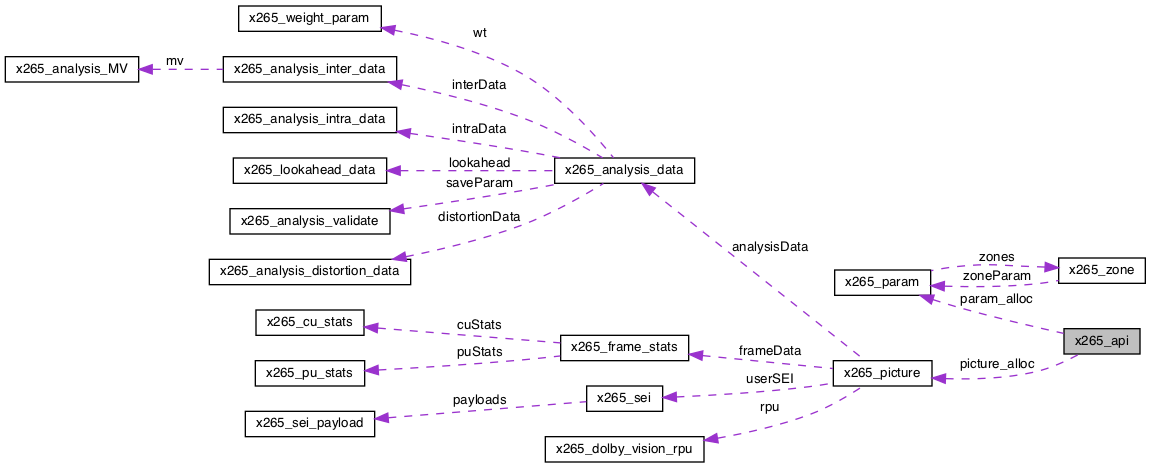 x265_weight_param
wt
x265_analysis_MV
mv
x265_analysis_inter_data
interData
x265_analysis_intra_data
intraData
x265_lookahead_data
lookahead
x265_analysis_data
saveParam
x265_analysis_validate
distortionData
x265_analysis_distortion_data
analysisData
zones
x265_zone
x265_param
zoneParam
param_alloc
x265_cu_stats
cuStats
x265_api
puStats
x265_frame_stats
frameData
x265_pu_stats
x265_picture
picture_alloc
userSEI
x265_sei
payloads
rpu
x265_sei_payload
x265_dolby_vision_rpu